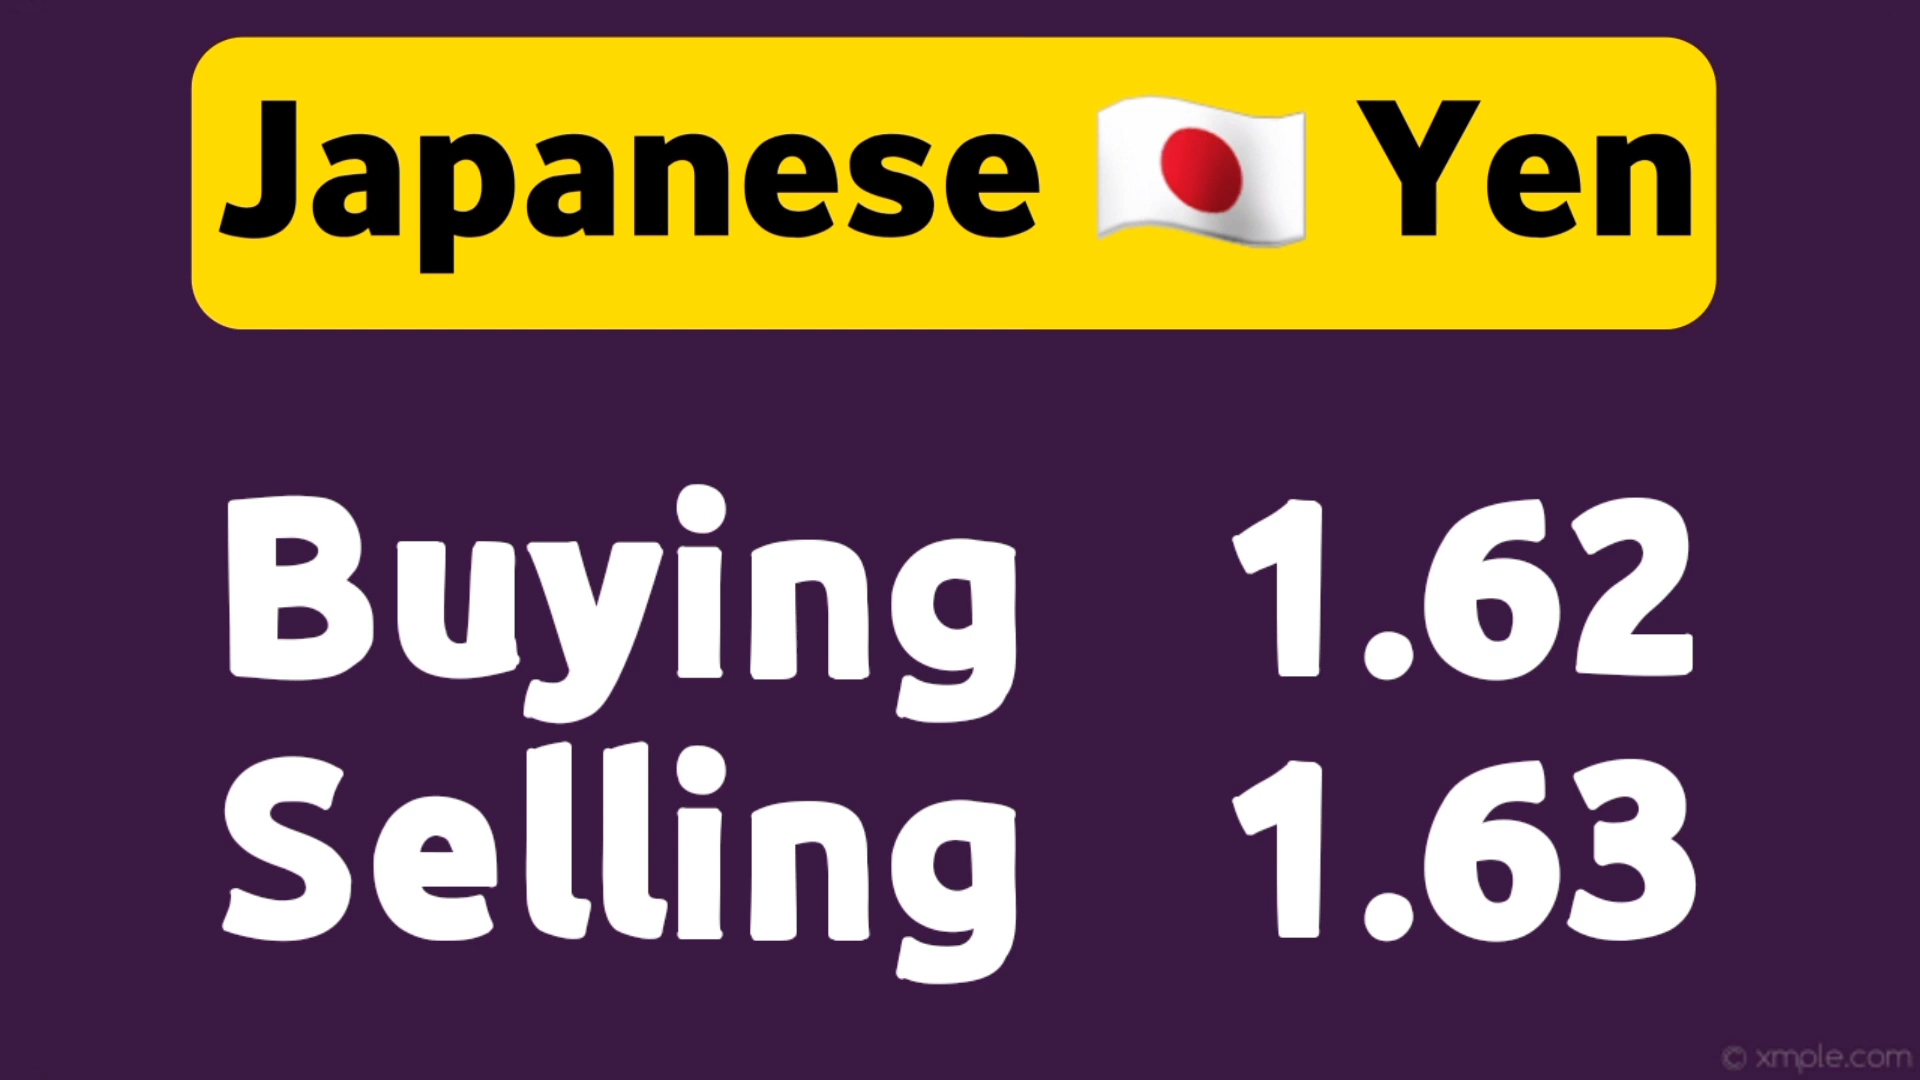 Japanese 🇯🇵 Yen
Buying 1.62
Selling 1.63
© xmple.com